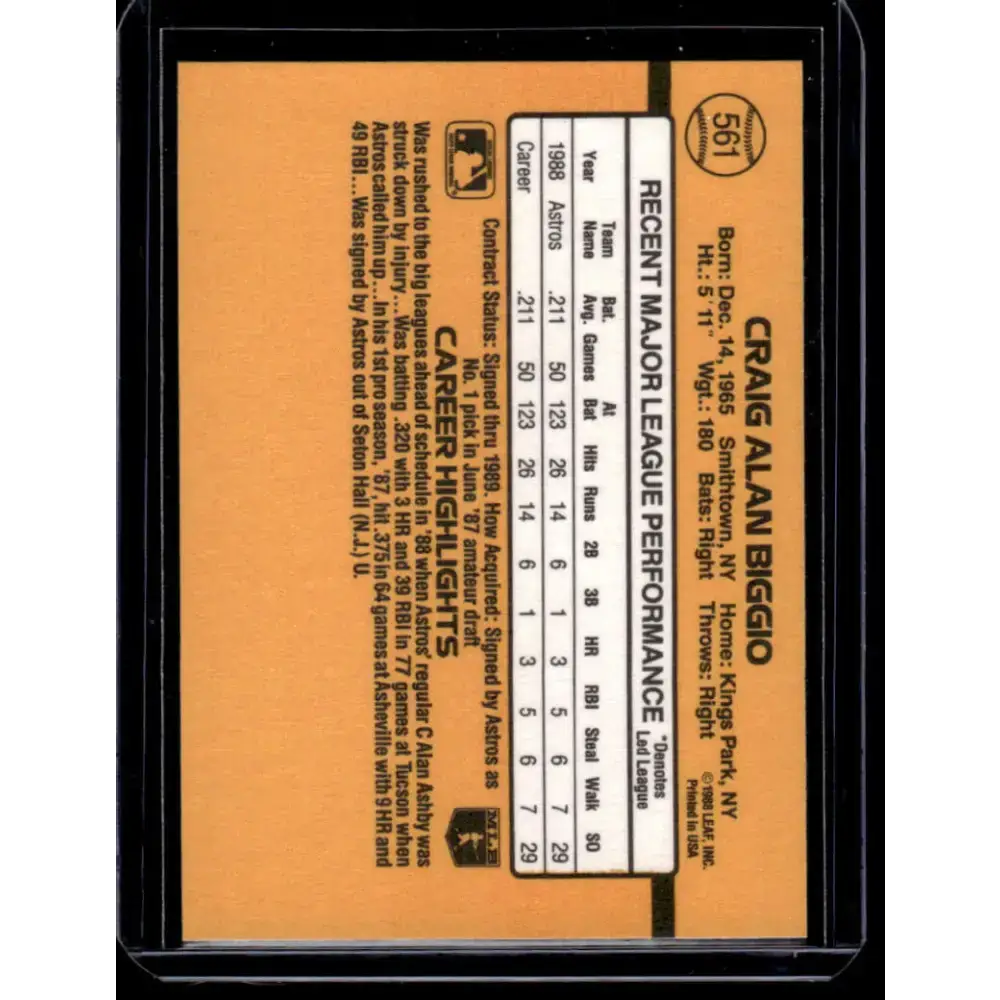 561
CRAIG ALAN BIGGIO
Born: Dec. 14, 1965 Smithtown, NY Home: Kings Park, NY
Ht.: 5'11" Wgt.: 180 Bats: Right Throws: Right
©1988 LEAF, INC.
Printed in USA
RECENT MAJOR LEAGUE PERFORMANCE *Denotes Led League
Year Team Name Bat. Avg. Games At Bat Hits Runs 2B 3B HR RBI Steal Walk SO
1988 Astros .211 50 123 26 14 6 1 3 5 6 7 29
Career .211 50 123 26 14 6 1 3 5 6 7 29
Contract Status: Signed thru 1989. How Acquired: Signed by Astros as
No. 1 pick in June '87 amateur draft
MLB
CAREER HIGHLIGHTS
Was rushed to the big leagues ahead of schedule in '88 when Astros' regular C Alan Ashby was
struck down by injury...Was batting .320 with 3 HR and 39 RBI in 77 games at Tucson when
Astros called him up...In his 1st pro season, '87, hit .375 in 64 games at Asheville with 9 HR and
49 RBI...Was signed by Astros out of Seton Hall (N.J.) U.